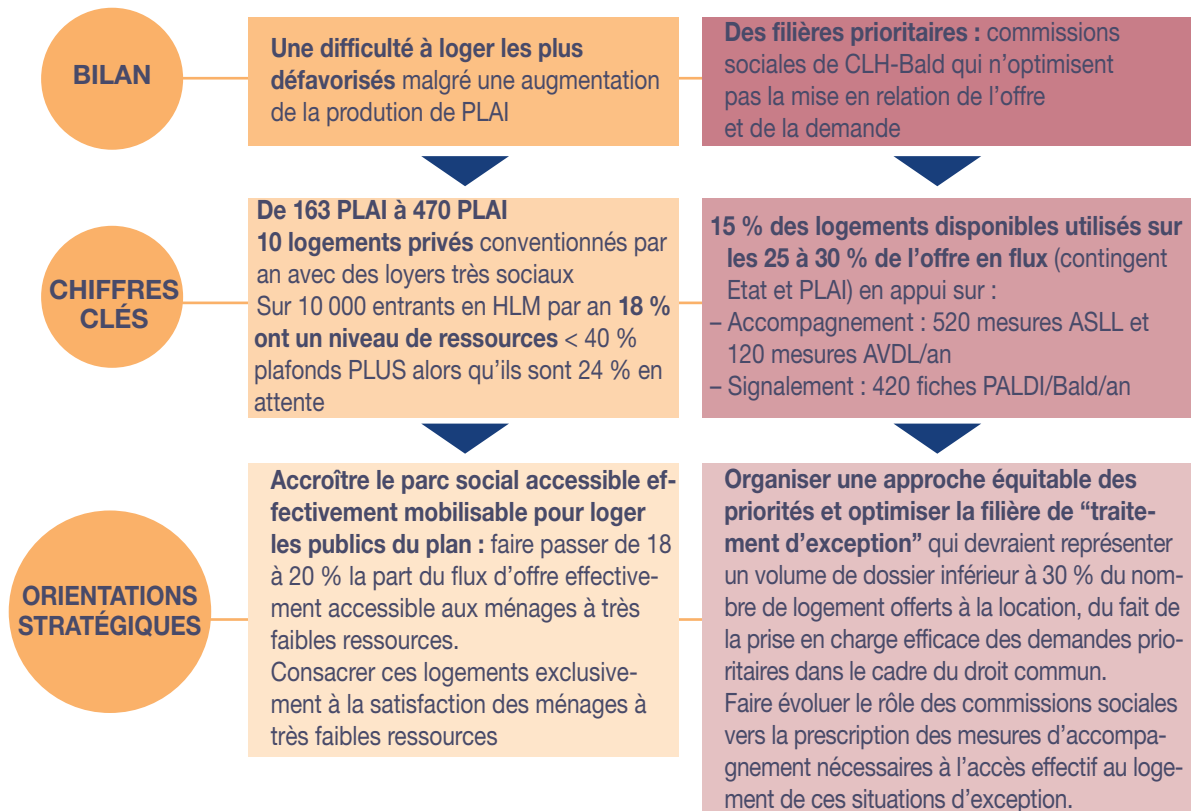 BILAN
Une difficulté à loger les plus
défavorisés malgré une augmentation
de la prodution de PLAI
Des filières prioritaires : commissions
sociales de CLH-Bald qui n’optimisent
pas la mise en relation de l’offre
et de la demande
CHIFFRES
CLÉS
De 163 PLAI à 470 PLAI
10 logements privés conventionnés par
an avec des loyers très sociaux
Sur 10 000 entrants en HLM par an 18 %
ont un niveau de ressources < 40 %
plafonds PLUS alors qu’ils sont 24 % en
attente
15 % des logements disponibles utilisés sur
les 25 à 30 % de l’offre en flux (contingent
Etat et PLAI) en appui sur :
– Accompagnement : 520 mesures ASLL et
120 mesures AVDL/an
– Signalement : 420 fiches PALDI/Bald/an
ORIENTATIONS
STRATÉGIQUES
Accroître le parc social accessible ef-
fectivement mobilisable pour loger
les publics du plan : faire passer de 18
à 20 % la part du flux d’offre effective-
ment accessible aux ménages à très
faibles ressources.
Consacrer ces logements exclusive-
ment à la satisfaction des ménages à
très faibles ressources
Organiser une approche équitable des
priorités et optimiser la filière de “traite-
ment d’exception” qui devraient représenter
un volume de dossier inférieur à 30 % du nom-
bre de logement offerts à la location, du fait de
la prise en charge efficace des demandes prio-
ritaires dans le cadre du droit commun.
Faire évoluer le rôle des commissions sociales
vers la prescription des mesures d’accompa-
gnement nécessaires à l’accès effectif au loge-
ment de ces situations d’exception.